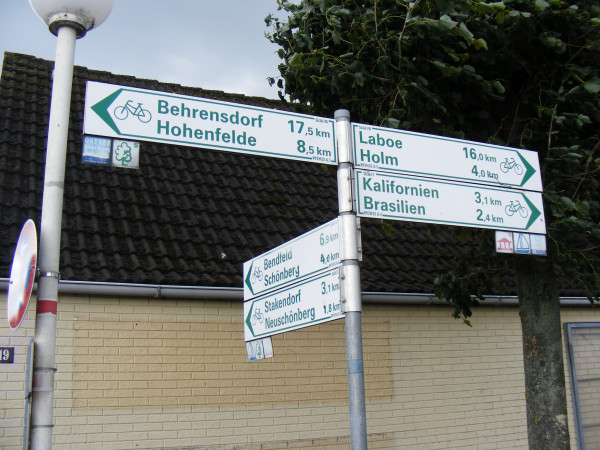 Behrensdorf 17,5 km
Hohenfelde 8,5 km
Laboe 16,0 km
Holm 4,0 km
Kalifornien 3,1 km
Brasilien 2,4 km
Bendfeld 6,9 km
Schönberg 4,0 km
Stakendorf 3,1 km
Neuschönberg 1,8 km
19